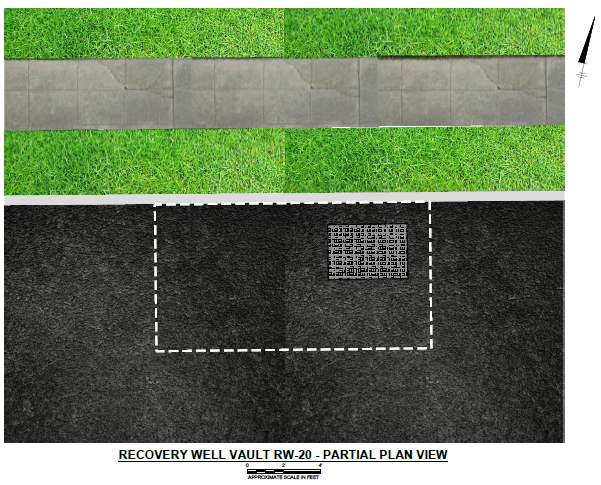 RECOVERY WELL VAULT RW-20 - PARTIAL PLAN VIEW
0 2' 4'
APPROXIMATE SCALE IN FEET